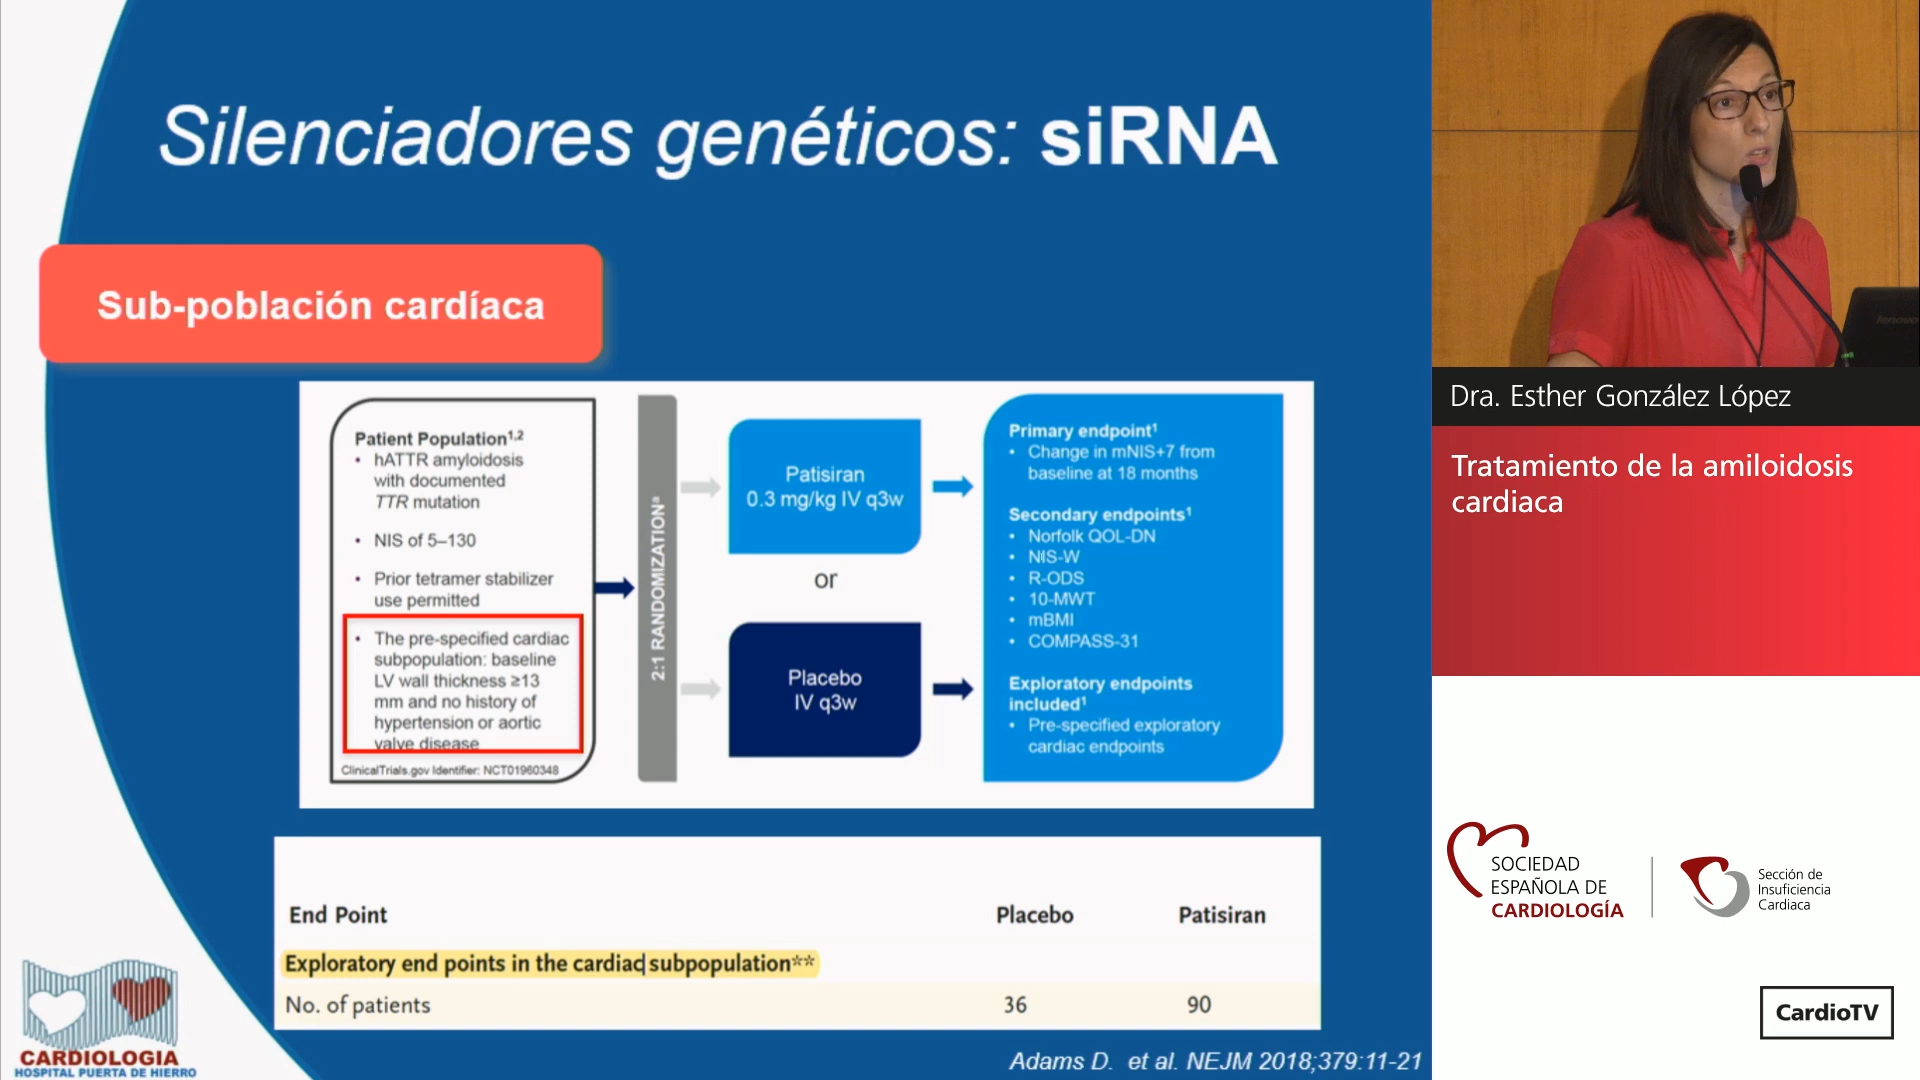 Silenciadores genéticos: siRNA
Sub-población cardíaca
Patient Population1,2
• hATTR amyloidosis
with documented
TTR mutation
• NIS of 5–130
• Prior tetramer stabilizer
use permitted
• The pre-specified cardiac
subpopulation: baseline
LV wall thickness ≥13
mm and no history of
hypertension or aortic
valve disease
ClinicalTrials.gov Identifier: NCT01960348
2:1 RANDOMIZATIONa
Patisiran
0.3 mg/kg IV q3w
or
Placebo
IV q3w
Primary endpoint1
• Change in mNIS+7 from
baseline at 18 months
Secondary endpoints1
• Norfolk QOL-DN
• NIS-W
• R-ODS
• 10-MWT
• mBMI
• COMPASS-31
Exploratory endpoints
included1
• Pre-specified exploratory
cardiac endpoints
End Point Placebo Patisiran
Exploratory end points in the cardiac subpopulation**
No. of patients 36 90
Adams D. et al. NEJM 2018;379:11-21
CARDIOLOGIA
HOSPITAL PUERTA DE HIERRO
lenovo
Dra. Esther González López
Tratamiento de la amiloidosis
cardiaca
SOCIEDAD
ESPAÑOLA DE
CARDIOLOGÍA
Sección de
Insuficiencia
Cardiaca
CardioTV